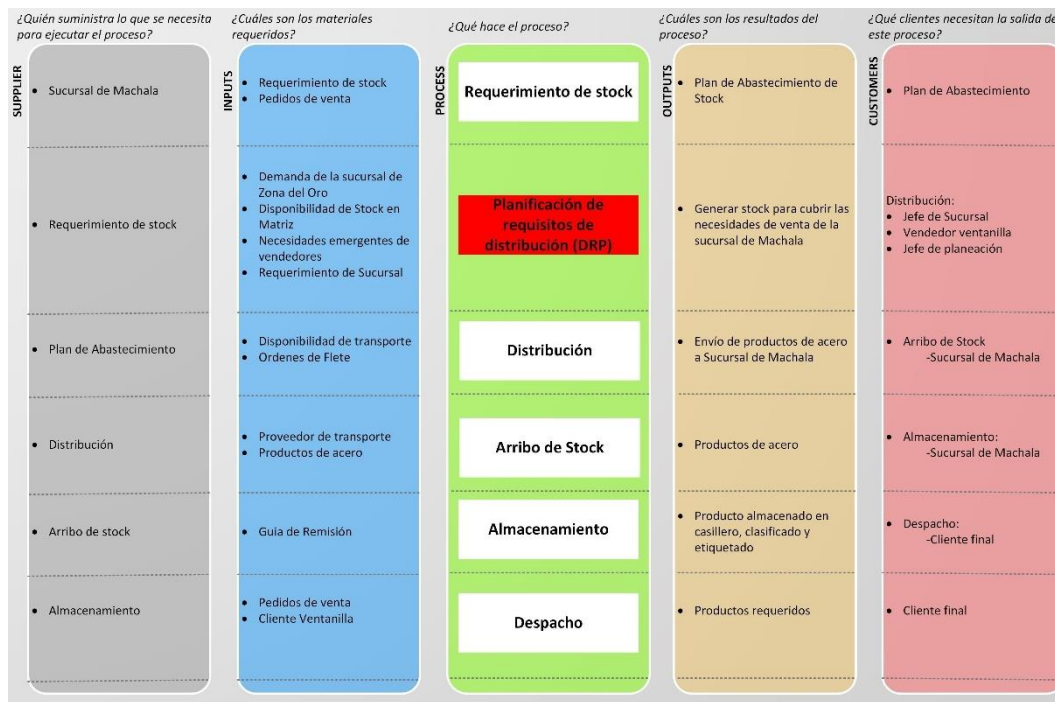 ¿Quién suministra lo que se necesita
para ejecutar el proceso?
SUPPLIER
• Sucursal de Machala
• Requerimiento de stock
• Plan de Abastecimiento
• Distribución
• Arribo de stock
• Almacenamiento
¿Cuáles son los materiales
requeridos?
INPUTS
• Requerimiento de stock
• Pedidos de venta
• Demanda de la sucursal de
Zona del Oro
• Disponibilidad de Stock en
Matriz
• Necesidades emergentes de
vendedores
• Requerimiento de Sucursal
• Disponibilidad de transporte
• Ordenes de Flete
• Proveedor de transporte
• Productos de acero
• Guia de Remisión
• Pedidos de venta
• Cliente Ventanilla
¿Qué hace el proceso?
PROCESS
Requerimiento de stock
Planificación de
requisitos de
distribución (DRP)
Distribución
Arribo de Stock
Almacenamiento
Despacho
¿Cuáles son los resultados del
proceso?
OUTPUTS
• Plan de Abastecimiento de
Stock
• Generar stock para cubrir las
necesidades de venta de la
sucursal de Machala
• Envío de productos de acero
a Sucursal de Machala
• Productos de acero
• Producto almacenado en
casillero, clasificado y
etiquetado
• Productos requeridos
¿Qué clientes necesitan la salida de
este proceso?
CUSTOMERS
• Plan de Abastecimiento
Distribución:
• Jefe de Sucursal
• Vendedor ventanilla
• Jefe de planeación
• Arribo de Stock
-Sucursal de Machala
• Almacenamiento:
-Sucursal de Machala
• Despacho:
-Cliente final
• Cliente final